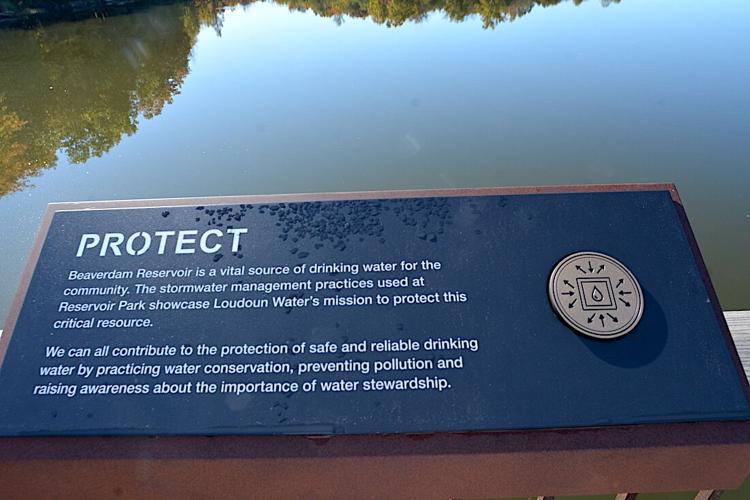 PROTECT
Beaverdam Reservoir is a vital source of drinking water for the
community. The stormwater management practices used at
Reservoir Park showcase Loudoun Water's mission to protect this
critical resource.
We can all contribute to the protection of safe and reliable drinking
water by practicing water conservation, preventing pollution and
raising awareness about the importance of water stewardship.